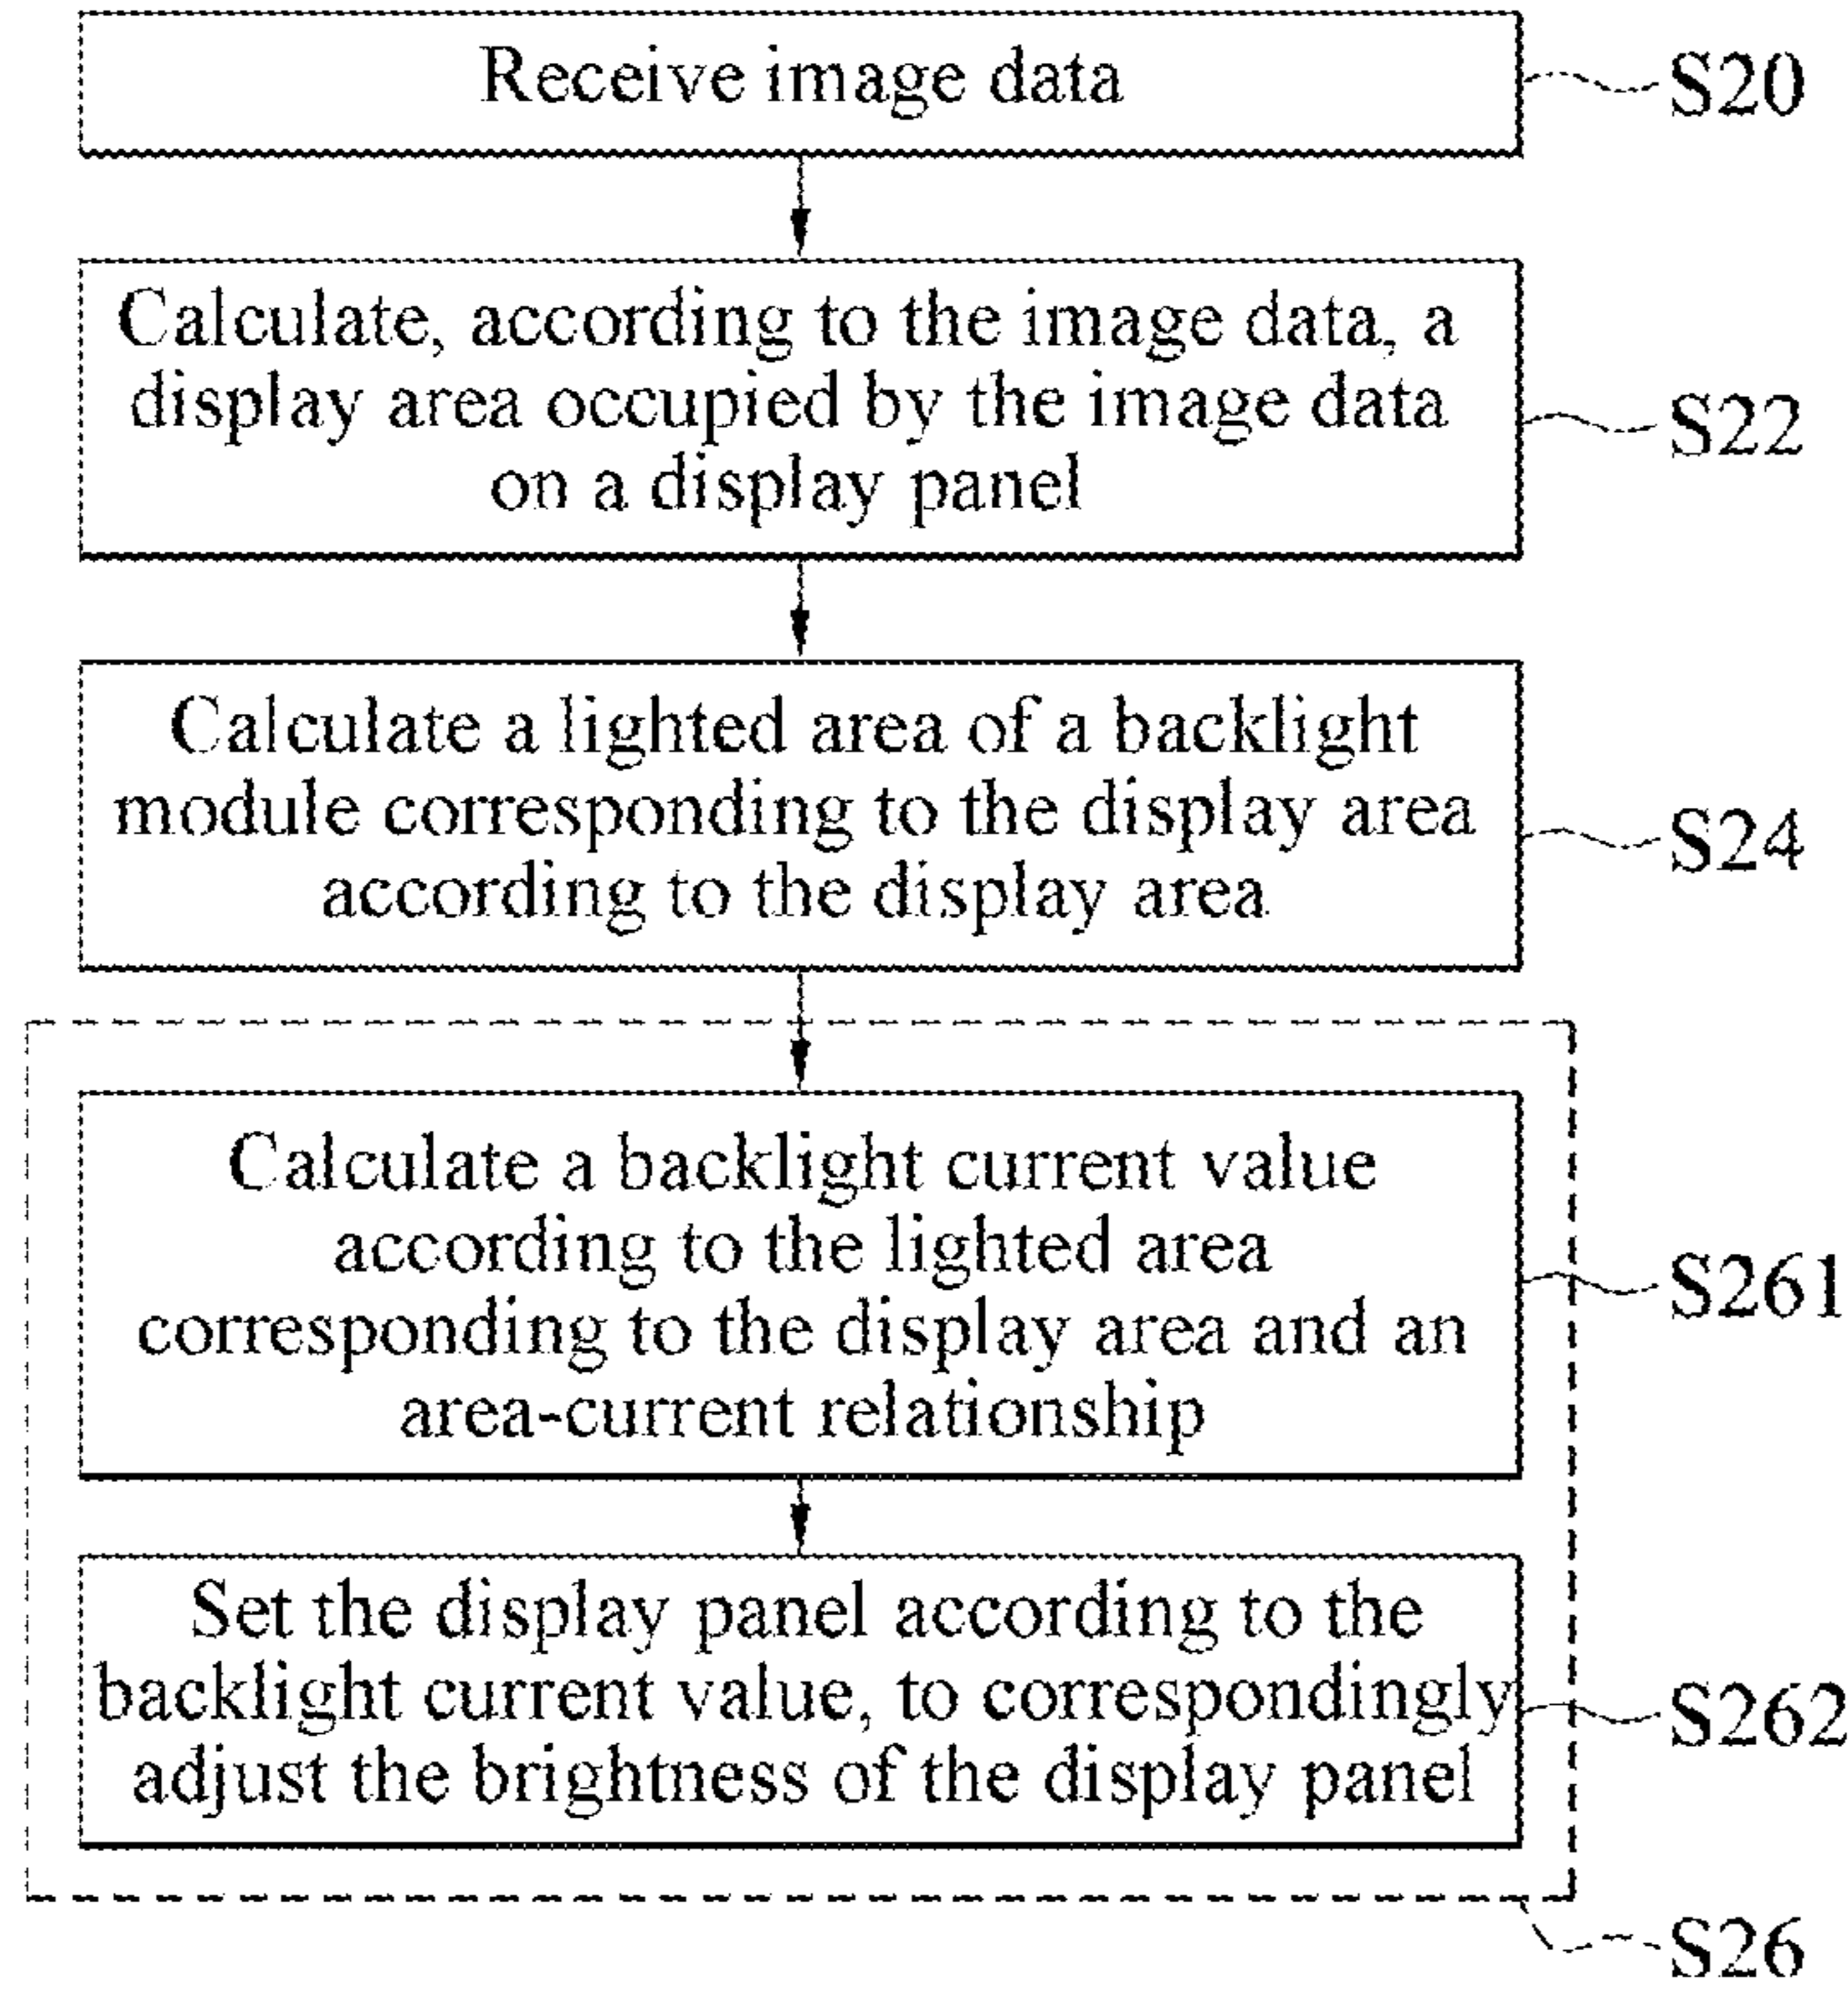 Receive image data
S20
Calculate, according to the image data, a
display area occupied by the image data
on a display panel
S22
Calculate a lighted area of a backlight
module corresponding to the display area
according to the display area
S24
Calculate a backlight current value
according to the lighted area
corresponding to the display area and an
area-current relationship
S261
Set the display panel according to the
backlight current value, to correspondingly
adjust the brightness of the display panel
S262
S26